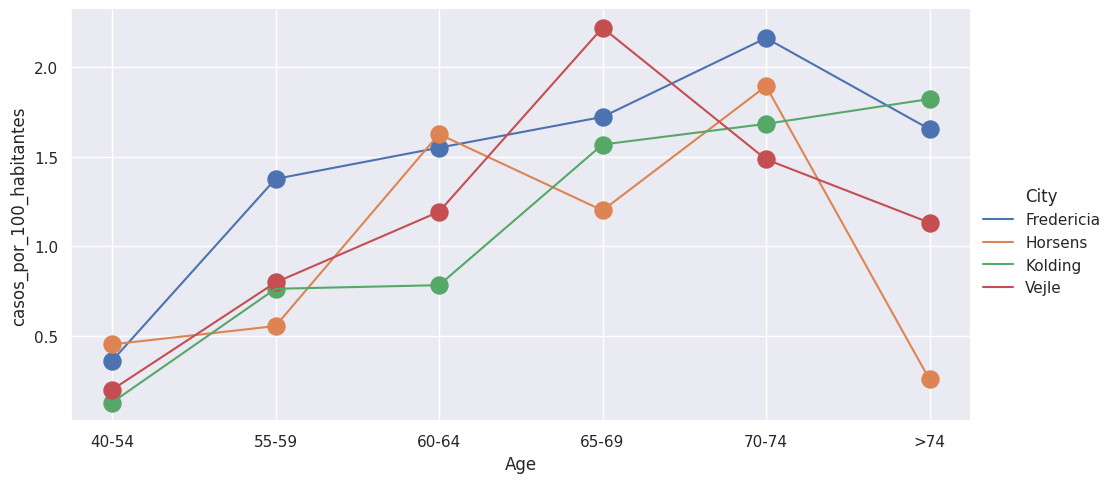 casos_por_100_habitantes
2.0
1.5
1.0
0.5
40-54
55-59
60-64
65-69
70-74
>74
Age
City
Fredericia
Horsens
Kolding
Vejle